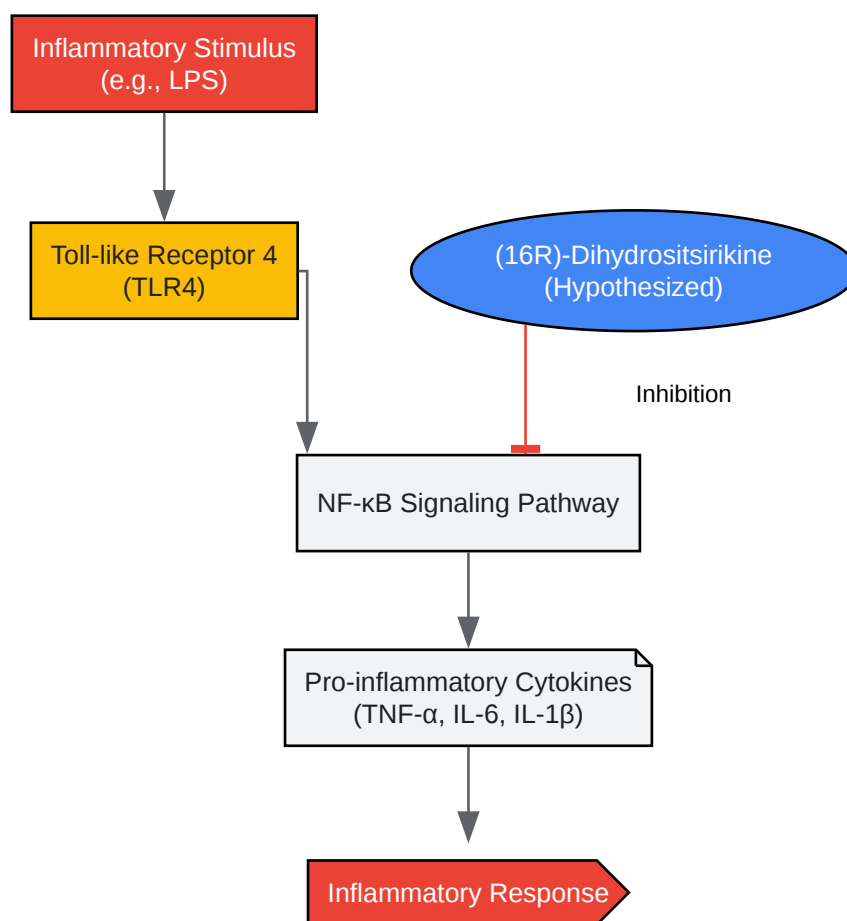 Inflammatory Stimulus
(e.g., LPS)
Toll-like Receptor 4
(TLR4)
(16R)-Dihydrositsirikine
(Hypothesized)
Inhibition
NF-κB Signaling Pathway
Pro-inflammatory Cytokines
(TNF-α, IL-6, IL-1β)
Inflammatory Response